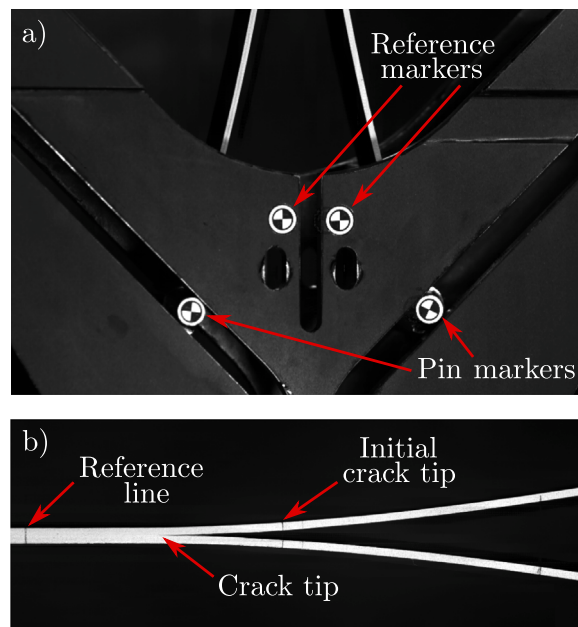 a)
Reference
markers
Pin markers
b)
Initial
crack tip
Reference
line
Crack tip